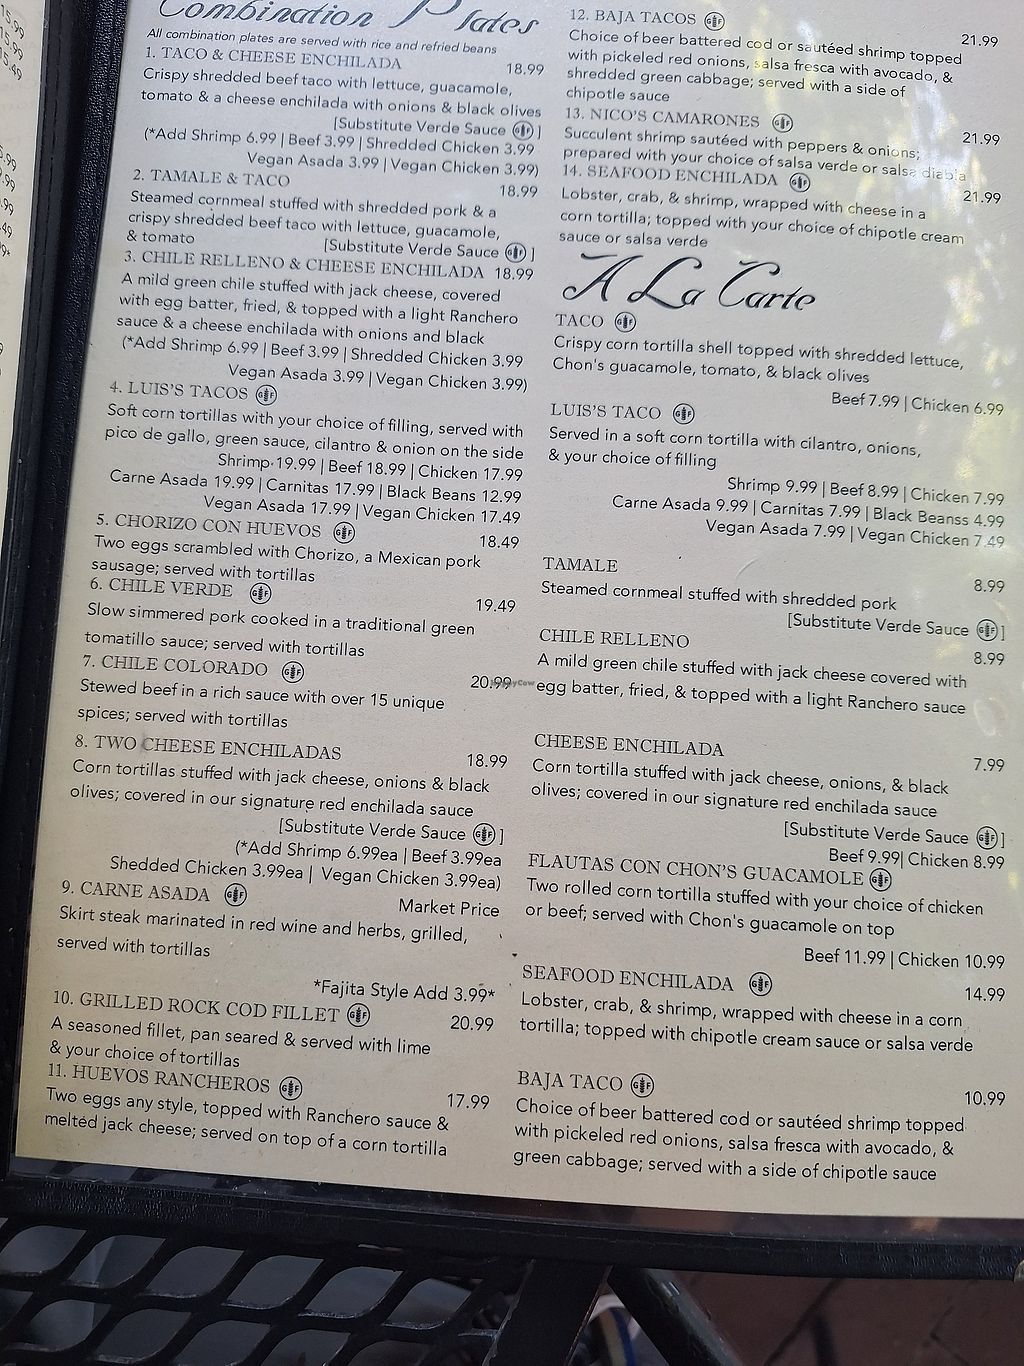 15.99
15.99
15.49
Combination Plates
All combination plates are served with rice and refried beans
1. TACO & CHEESE ENCHILADA 18.99
Crispy shredded beef taco with lettuce, guacamole,
tomato & a cheese enchilada with onions & black olives
[Substitute Verde Sauce GF]
(*Add Shrimp 6.99 | Beef 3.99 | Shredded Chicken 3.99
Vegan Asada 3.99 | Vegan Chicken 3.99)
2. TAMALE & TACO 18.99
Steamed cornmeal stuffed with shredded pork & a
crispy shredded beef taco with lettuce, guacamole,
& tomato [Substitute Verde Sauce GF]
3. CHILE RELLENO & CHEESE ENCHILADA 18.99
A mild green chile stuffed with jack cheese, covered
with egg batter, fried, & topped with a light Ranchero
sauce & a cheese enchilada with onions and black
(*Add Shrimp 6.99 | Beef 3.99 | Shredded Chicken 3.99
Vegan Asada 3.99 | Vegan Chicken 3.99)
4. LUIS'S TACOS GF
Soft corn tortillas with your choice of filling, served with
pico de gallo, green sauce, cilantro & onion on the side
Shrimp 19.99 | Beef 18.99 | Chicken 17.99
Carne Asada 19.99 | Carnitas 17.99 | Black Beans 12.99
Vegan Asada 17.99 | Vegan Chicken 17.49
5. CHORIZO CON HUEVOS GF 18.49
Two eggs scrambled with Chorizo, a Mexican pork
sausage; served with tortillas
6. CHILE VERDE GF 19.49
Slow simmered pork cooked in a traditional green
tomatillo sauce; served with tortillas
7. CHILE COLORADO GF 20.99
Stewed beef in a rich sauce with over 15 unique
spices; served with tortillas
8. TWO CHEESE ENCHILADAS 18.99
Corn tortillas stuffed with jack cheese, onions & black
olives; covered in our signature red enchilada sauce
[Substitute Verde Sauce GF]
(*Add Shrimp 6.99ea | Beef 3.99ea
Shedded Chicken 3.99ea | Vegan Chicken 3.99ea)
9. CARNE ASADA GF Market Price
Skirt steak marinated in red wine and herbs, grilled,
served with tortillas
*Fajita Style Add 3.99*
10. GRILLED ROCK COD FILLET GF 20.99
A seasoned fillet, pan seared & served with lime
& your choice of tortillas
11. HUEVOS RANCHEROS GF 17.99
Two eggs any style, topped with Ranchero sauce &
melted jack cheese; served on top of a corn tortilla
12. BAJA TACOS GF 21.99
Choice of beer battered cod or sautéed shrimp topped
with pickeled red onions, salsa fresca with avocado, &
shredded green cabbage; served with a side of
chipotle sauce
13. NICO'S CAMARONES GF 21.99
Succulent shrimp sautéed with peppers & onions;
prepared with your choice of salsa verde or salsa diabla
14. SEAFOOD ENCHILADA GF 21.99
Lobster, crab, & shrimp, wrapped with cheese in a
corn tortilla; topped with your choice of chipotle cream
sauce or salsa verde
A La Carte
TACO GF
Crispy corn tortilla shell topped with shredded lettuce,
Chon's guacamole, tomato, & black olives
Beef 7.99 | Chicken 6.99
LUIS'S TACO GF
Served in a soft corn tortilla with cilantro, onions,
& your choice of filling
Shrimp 9.99 | Beef 8.99 | Chicken 7.99
Carne Asada 9.99 | Carnitas 7.99 | Black Beanss 4.99
Vegan Asada 7.99 | Vegan Chicken 7.49
TAMALE 8.99
Steamed cornmeal stuffed with shredded pork
[Substitute Verde Sauce GF]
CHILE RELLENO 8.99
A mild green chile stuffed with jack cheese covered with
egg batter, fried, & topped with a light Ranchero sauce
CHEESE ENCHILADA 7.99
Corn tortilla stuffed with jack cheese, onions, & black
olives; covered in our signature red enchilada sauce
[Substitute Verde Sauce GF]
Beef 9.99| Chicken 8.99
FLAUTAS CON CHON'S GUACAMOLE GF
Two rolled corn tortilla stuffed with your choice of chicken
or beef; served with Chon's guacamole on top
Beef 11.99 | Chicken 10.99
SEAFOOD ENCHILADA GF 14.99
Lobster, crab, & shrimp, wrapped with cheese in a corn
tortilla; topped with chipotle cream sauce or salsa verde
BAJA TACO GF 10.99
Choice of beer battered cod or sautéed shrimp topped
with pickeled red onions, salsa fresca with avocado, &
green cabbage; served with a side of chipotle sauce